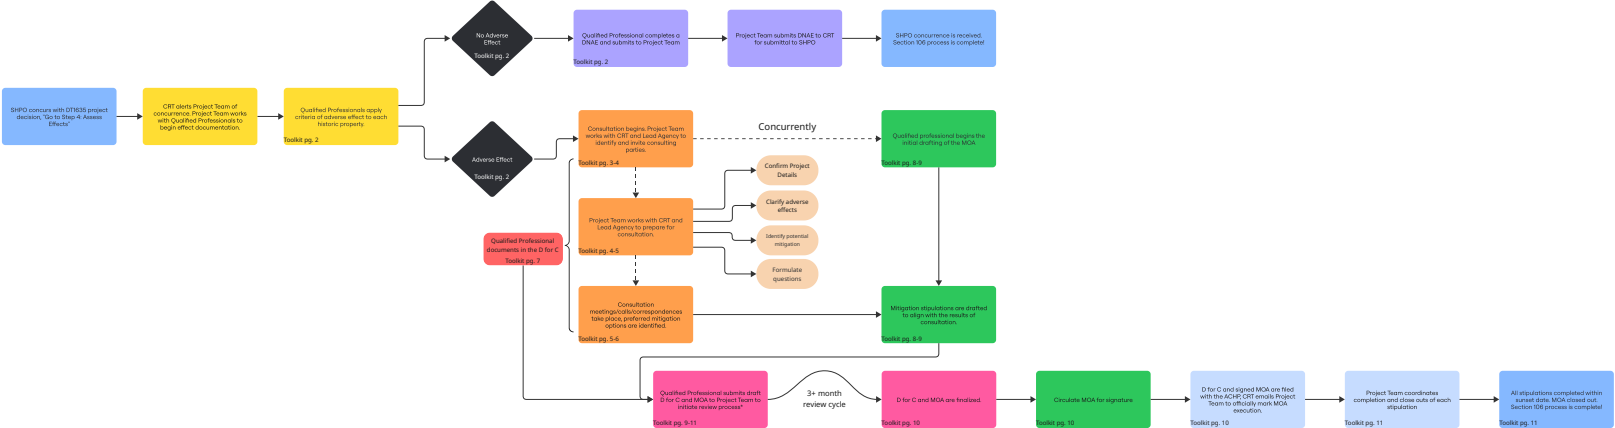 SHPO concurs with DT1635 project
decision, "Go to Step 4: Assess
Effects"
CRT alerts Project Team of
concurrence. Project Team works
with Qualified Professionals to
begin effect documentation.
Qualified Professionals apply
criteria of adverse effect to each
historic property.
Toolkit pg. 2
No Adverse
Effect
Toolkit pg. 2
Qualified Professional completes a
DNAE and submits to Project Team
Toolkit pg. 2
Project Team submits DNAE to CRT
for submittal to SHPO
SHPO concurrence is received.
Section 106 process is complete!
Adverse Effect
Toolkit pg. 2
Consultation begins. Project Team
works with CRT and Lead Agency to
identify and invite consulting
parties.
Toolkit pg. 3-4
Concurrently
Qualified professional begins the
initial drafting of the MOA
Toolkit pg. 8-9
Project Team works with CRT and
Lead Agency to prepare for
consultation.
Toolkit pg. 4-5
Confirm Project
Details
Clarify adverse
effects
Identify potential
mitigation
Formulate
questions
Qualified Professional
documents in the D for C
Toolkit pg. 7
Consultation
meetings/calls/correspondences
take place, preferred mitigation
options are identified.
Toolkit pg. 5-6
Mitigation stipulations are drafted
to align with the results of
consultation.
Toolkit pg. 8-9
Qualified Professional submits draft
D for C and MOA to Project Team to
initiate review process*
Toolkit pg. 9-11
3+ month
review cycle
D for C and MOA are finalized.
Toolkit pg. 10
Circulate MOA for signature
Toolkit pg. 10
D for C and signed MOA are filed
with the ACHP, CRT emails Project
Team to officially mark MOA
execution.
Toolkit pg. 10
Project Team coordinates
completion and close outs of each
stipulation
Toolkit pg. 11
All stipulations completed within
sunset date. MOA closed out.
Section 106 process is complete!
Toolkit pg. 11